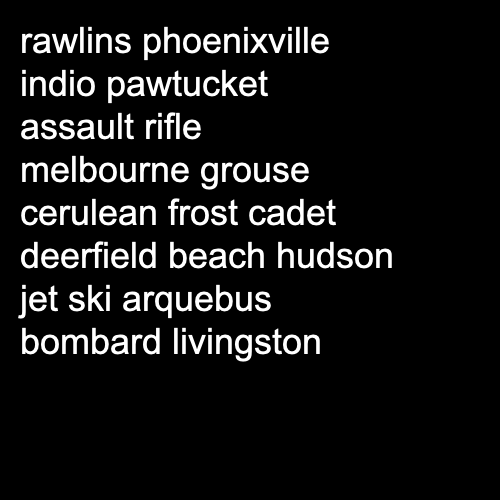 rawlins phoenixville
indio pawtucket
assault rifle
melbourne grouse
cerulean frost cadet
deerfield beach hudson
jet ski arquebus
bombard livingston